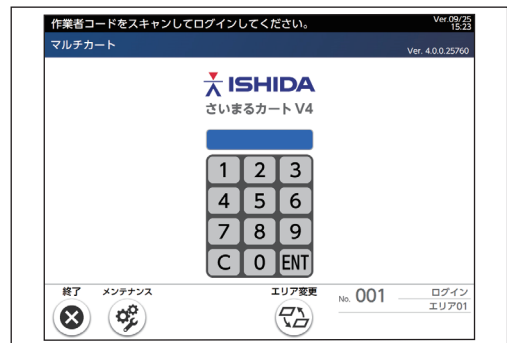 作業者コードをスキャンしてログインしてください。
Ver.09/25
15:23
マルチカート
Ver. 4.0.0.25760
ISHIDA
さいまるカート V4
1 2 3
4 5 6
7 8 9
C 0 ENT
終了 メンテナンス エリア変更 No. 001 ログイン
エリア01